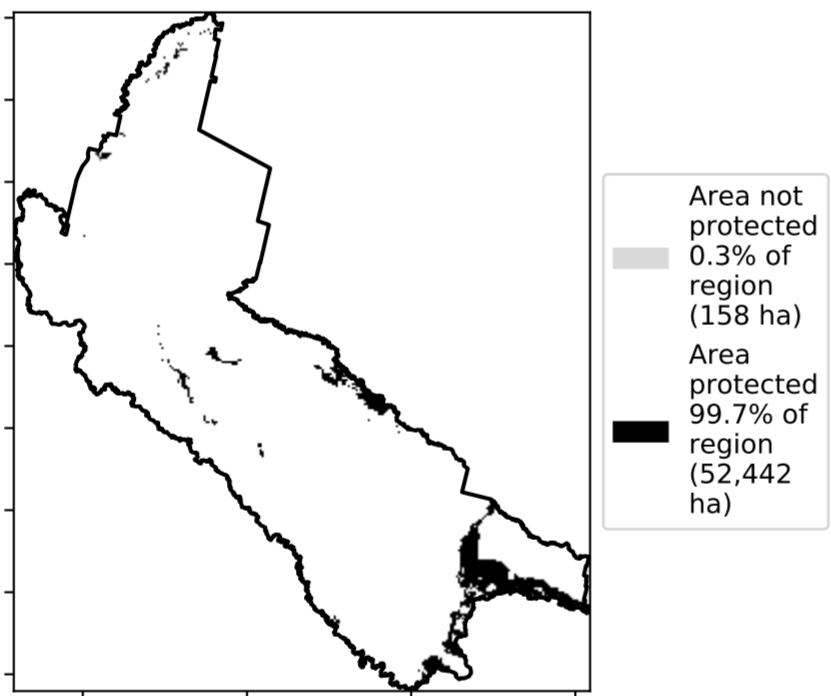 Area not
protected
0.3% of
region
(158 ha)
Area
protected
99.7% of
region
(52,442
ha)